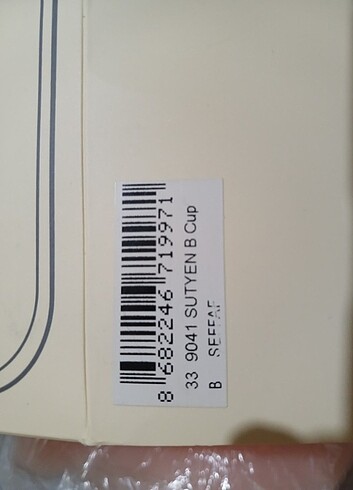 8 682246 719971
33 9041 SUTYEN B Cup
B SEFFAF